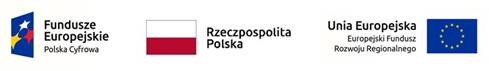 Fundusze
Europejskie
Polska Cyfrowa
Rzeczpospolita
Polska
Unia Europejska
Europejski Fundusz
Rozwoju Regionalnego